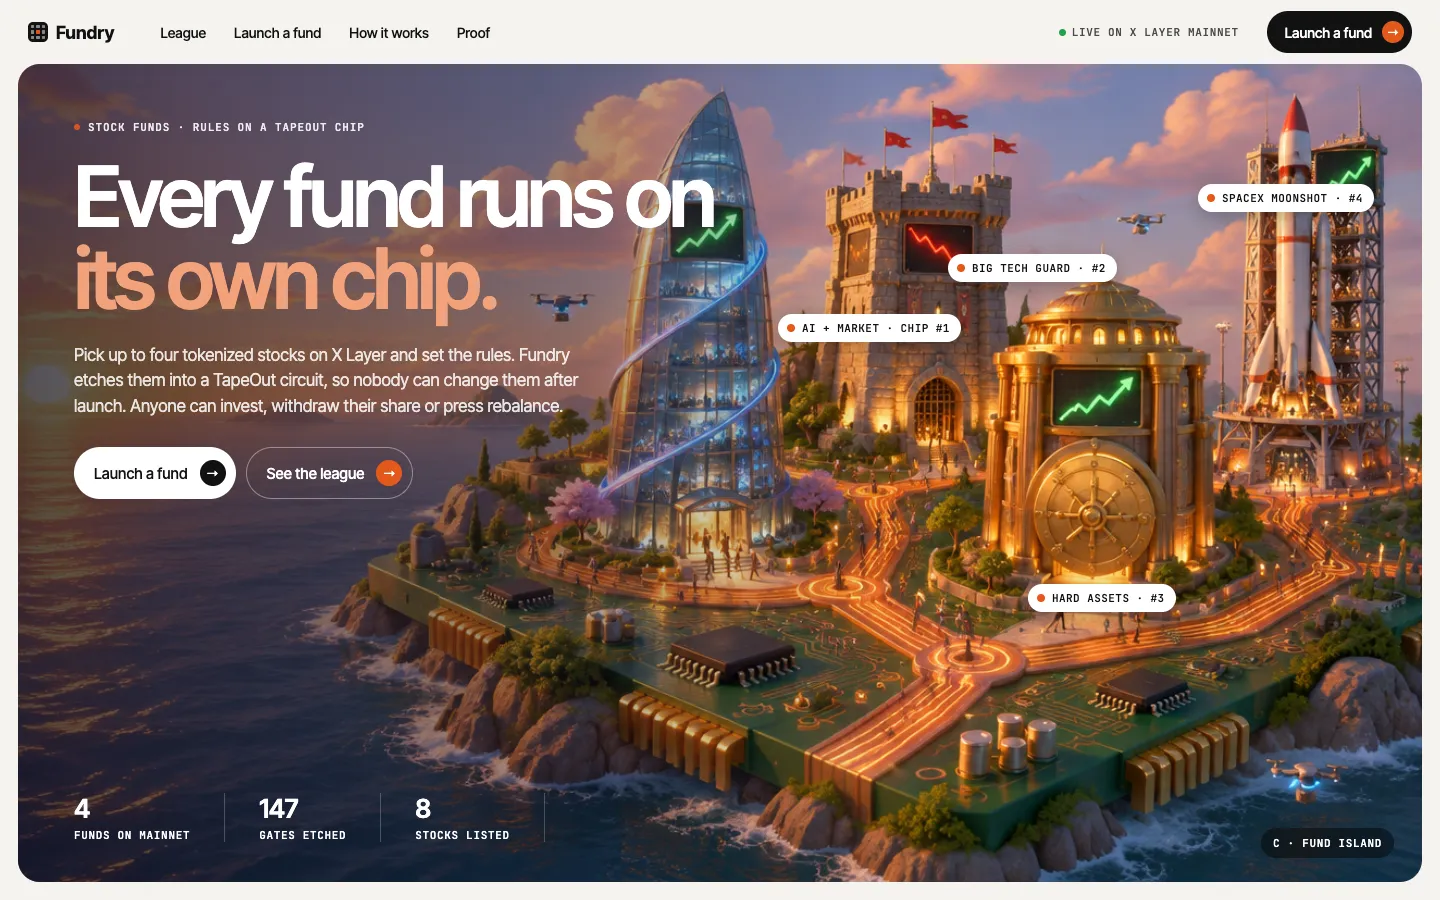 Fundry
League
Launch a fund
How it works
Proof
LIVE ON X LAYER MAINNET
Launch a fund →
STOCK FUNDS · RULES ON A TAPEOUT CHIP
Every fund runs on
its own chip.
Pick up to four tokenized stocks on X Layer and set the rules. Fundry
etches them into a TapeOut circuit, so nobody can change them after
launch. Anyone can invest, withdraw their share or press rebalance.
Launch a fund →
See the league →
SPACEX MOONSHOT · #4
BIG TECH GUARD · #2
AI + MARKET · CHIP #1
HARD ASSETS · #3
4
FUNDS ON MAINNET
147
GATES ETCHED
8
STOCKS LISTED
C · FUND ISLAND